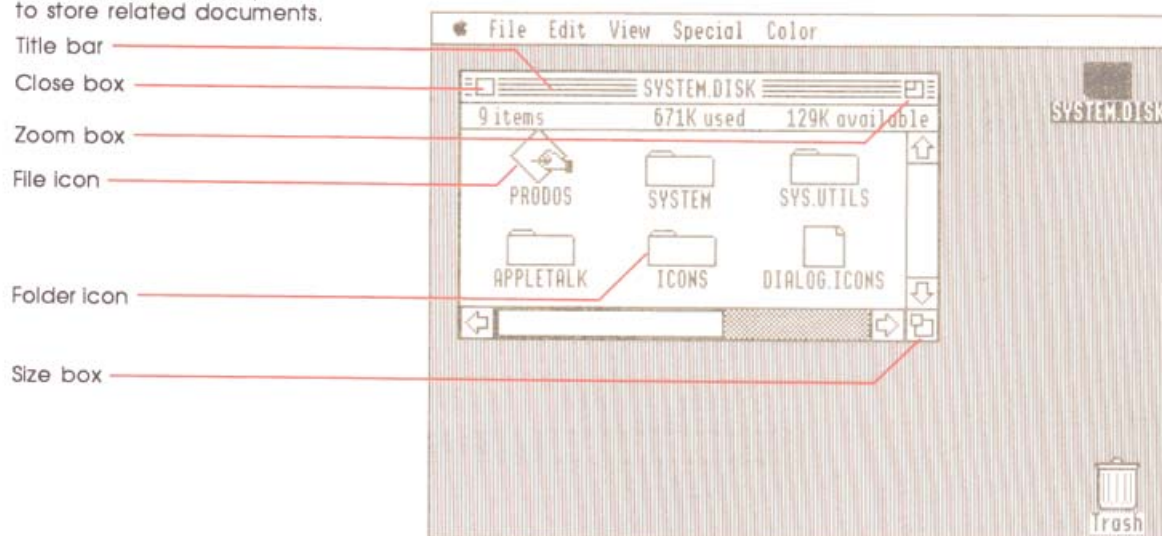 to store related documents.
Title bar
Close box
Zoom box
File icon
Folder icon
Size box
File Edit View Special Color
SYSTEM.DISK
9 items 671K used 129K available
PRODOS SYSTEM SYS.UTILS
APPLETALK ICONS DIALOG.ICONS
SYSTEM.DISK
Trash